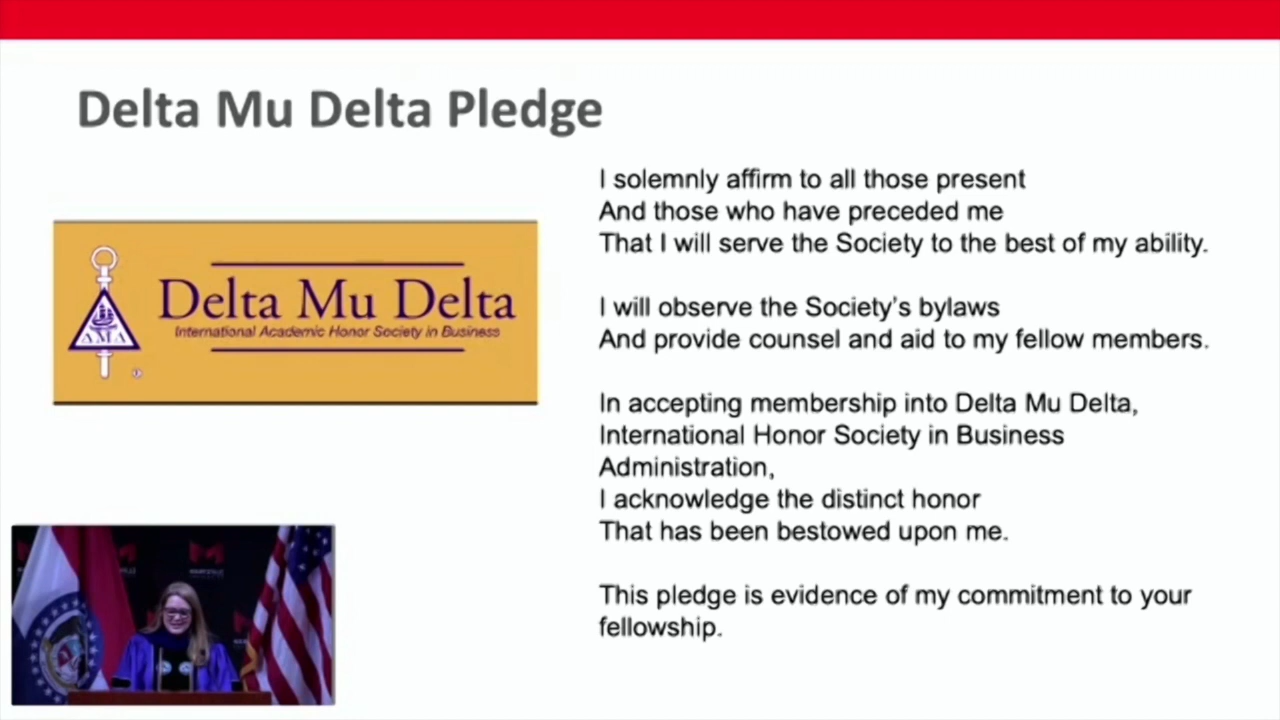 Delta Mu Delta Pledge
I solemnly affirm to all those present
And those who have preceded me
That I will serve the Society to the best of my ability.
I will observe the Society's bylaws
And provide counsel and aid to my fellow members.
In accepting membership into Delta Mu Delta,
International Honor Society in Business
Administration,
I acknowledge the distinct honor
That has been bestowed upon me.
This pledge is evidence of my commitment to your
fellowship.
Delta Mu Delta
International Academic Honor Society in Business
ΔΜΔ
®